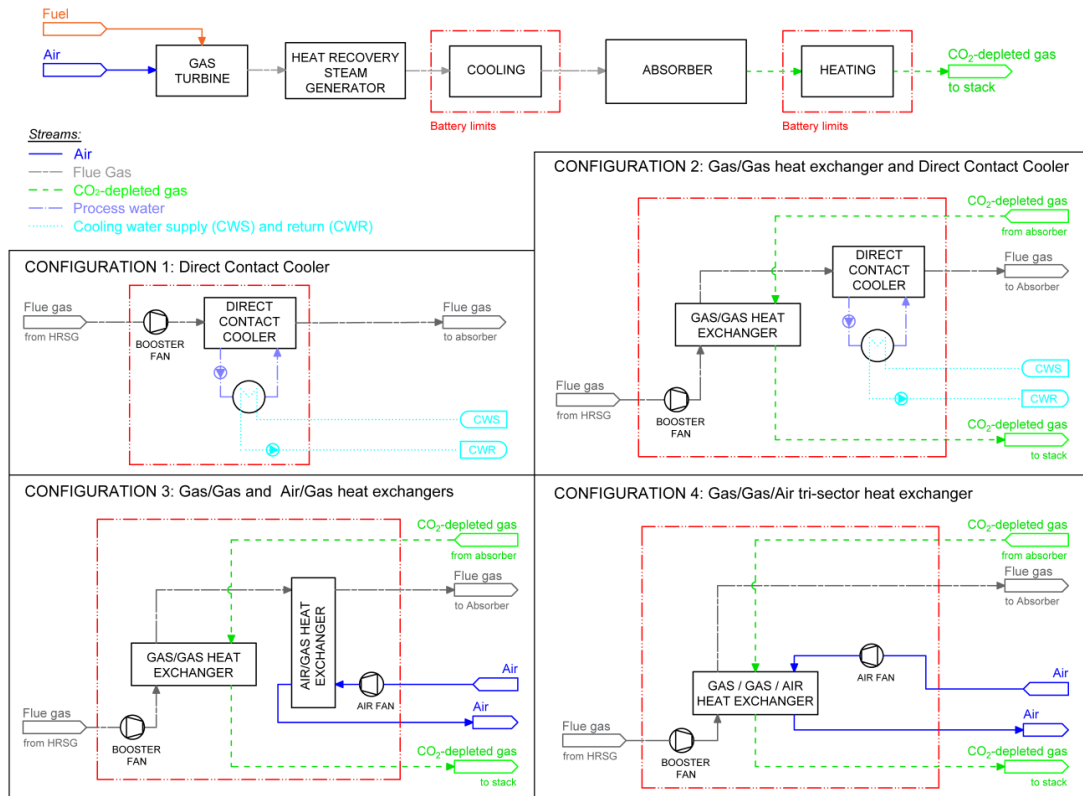 Fuel
Air
GAS
TURBINE
HEAT RECOVERY
STEAM
GENERATOR
COOLING
Battery limits
ABSORBER
HEATING
Battery limits
CO₂-depleted gas
to stack
Streams:
Air
Flue Gas
CO₂-depleted gas
Process water
Cooling water supply (CWS) and return (CWR)
CONFIGURATION 1: Direct Contact Cooler
Flue gas
from HRSG
BOOSTER
FAN
DIRECT
CONTACT
COOLER
Flue gas
to absorber
CWS
CWR
CONFIGURATION 2: Gas/Gas heat exchanger and Direct Contact Cooler
CO₂-depleted gas
from absorber
DIRECT
CONTACT
COOLER
Flue gas
to Absorber
GAS/GAS HEAT
EXCHANGER
CWS
CWR
Flue gas
from HRSG
BOOSTER
FAN
CO₂-depleted gas
to stack
CONFIGURATION 3: Gas/Gas and Air/Gas heat exchangers
CO₂-depleted gas
from absorber
Flue gas
to Absorber
GAS/GAS HEAT
EXCHANGER
AIR/GAS HEAT
EXCHANGER
AIR FAN
Air
Air
Flue gas
from HRSG
BOOSTER
FAN
CO₂-depleted gas
to stack
CONFIGURATION 4: Gas/Gas/Air tri-sector heat exchanger
CO₂-depleted gas
from absorber
Flue gas
to Absorber
GAS / GAS / AIR
HEAT EXCHANGER
AIR FAN
Air
Air
Flue gas
from HRSG
BOOSTER
FAN
CO₂-depleted gas
to stack